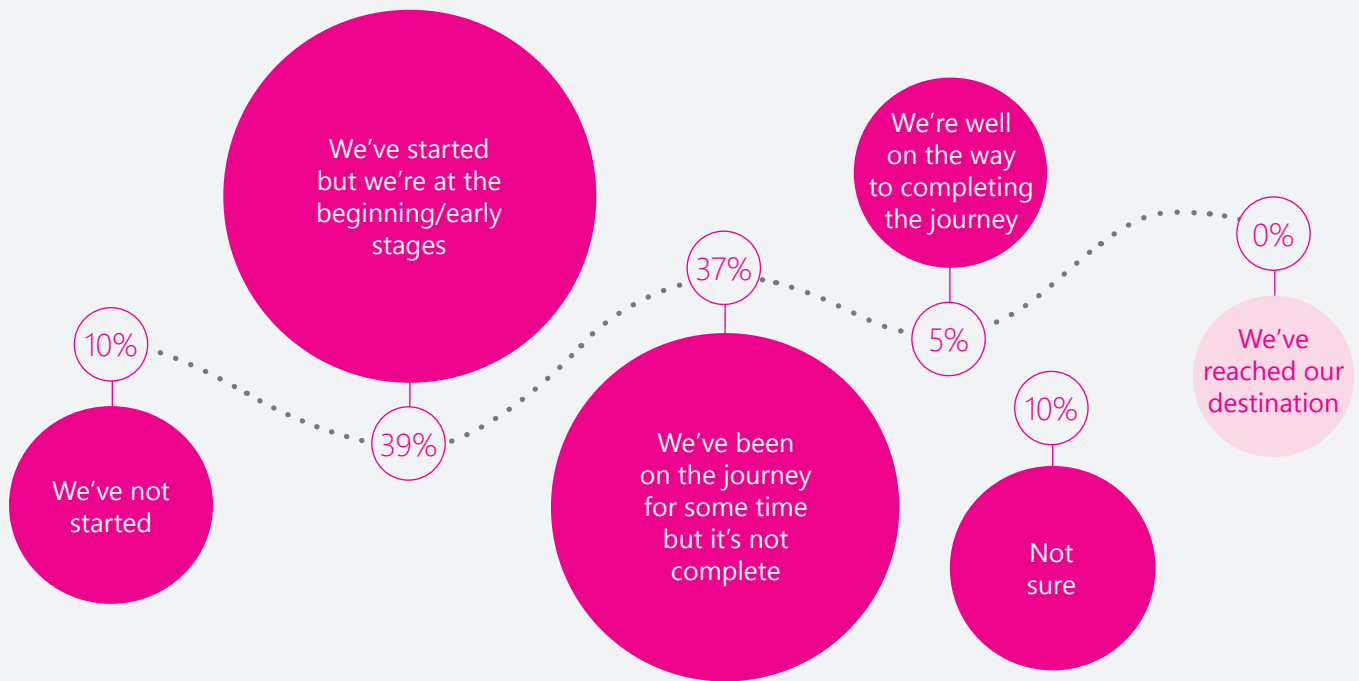 10%
We’ve not
started
We’ve started
but we’re at the
beginning/early
stages
39%
37%
We’ve been
on the journey
for some time
but it’s not
complete
We’re well
on the way
to completing
the journey
5%
10%
Not
sure
0%
We’ve
reached our
destination